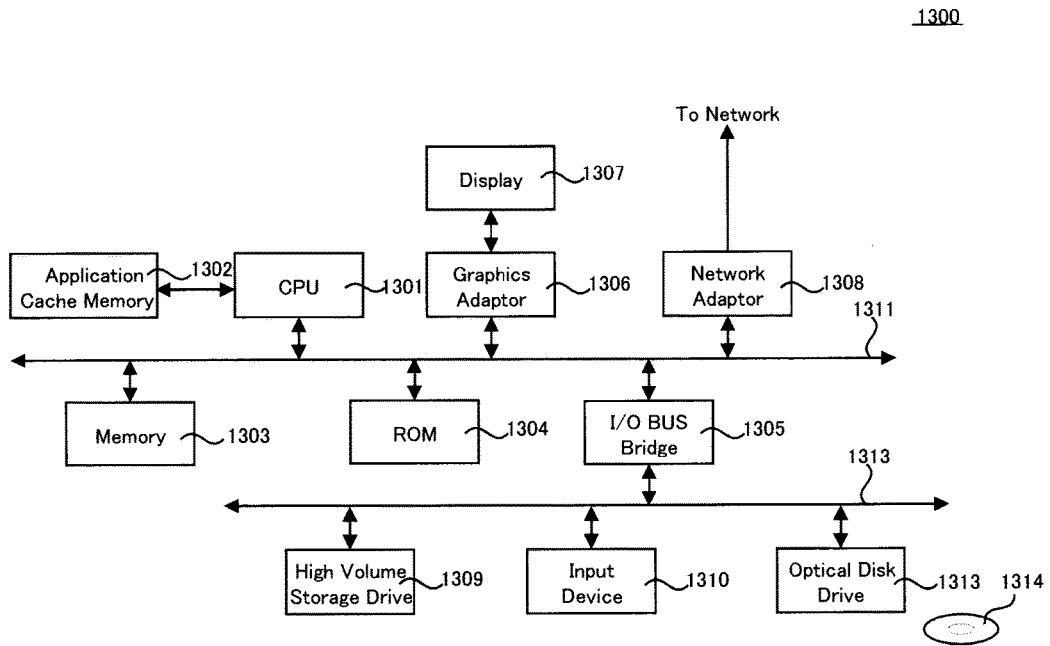 1300
To Network
Display
1307
Application
Cache Memory
1302
CPU
1301
Graphics
Adaptor
1306
Network
Adaptor
1308
1311
Memory
1303
ROM
1304
I/O BUS
Bridge
1305
1313
High Volume
Storage Drive
1309
Input
Device
1310
Optical Disk
Drive
1313
1314